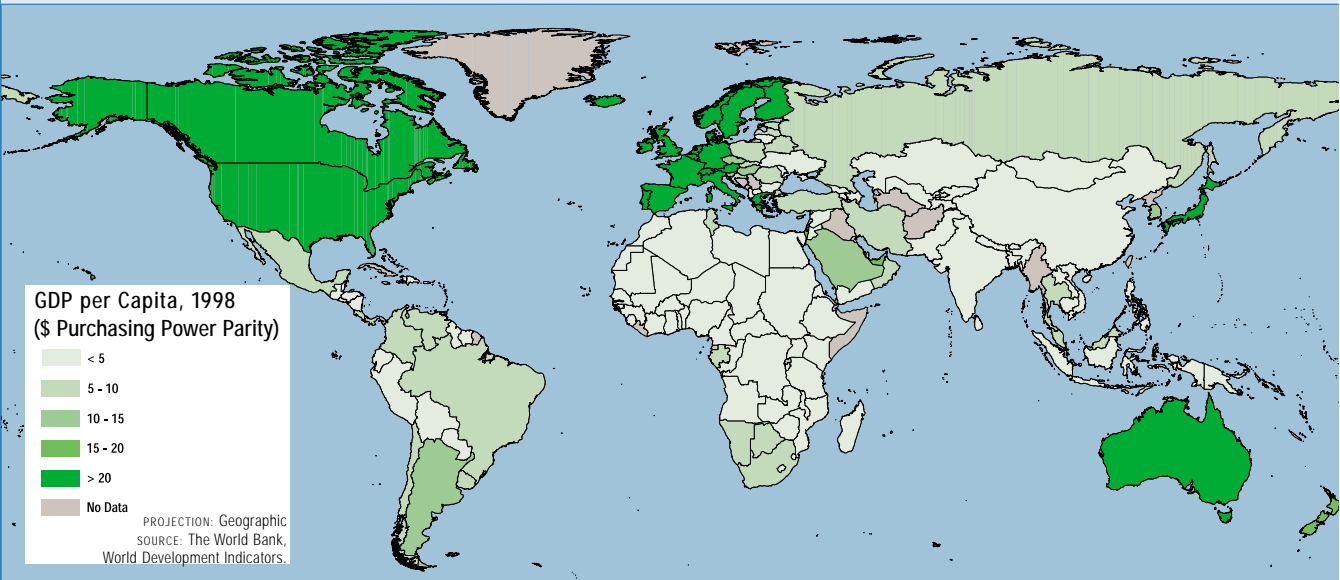 GDP per Capita, 1998
($ Purchasing Power Parity)
< 5
5 - 10
10 - 15
15 - 20
> 20
No Data
PROJECTION: Geographic
SOURCE: The World Bank,
World Development Indicators.